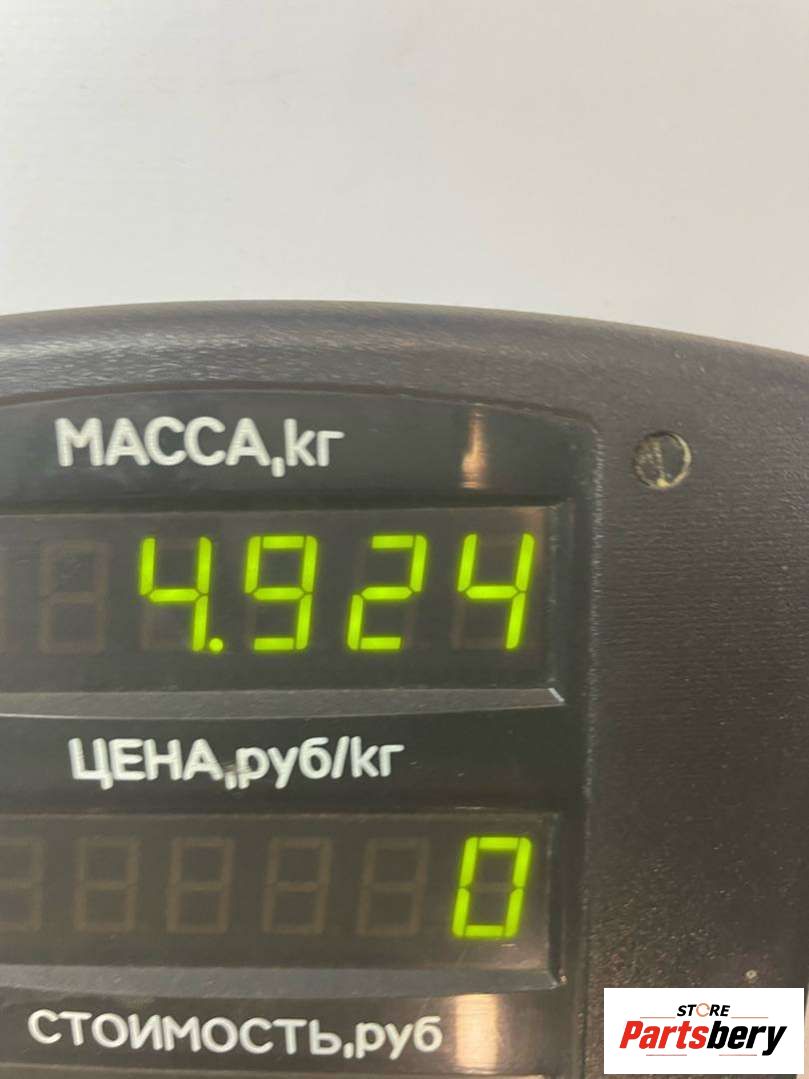 МАССА,кг
4.924
ЦЕНА,руб/кг
0
СТОИМОСТЬ,руб
STORE
Partsbery